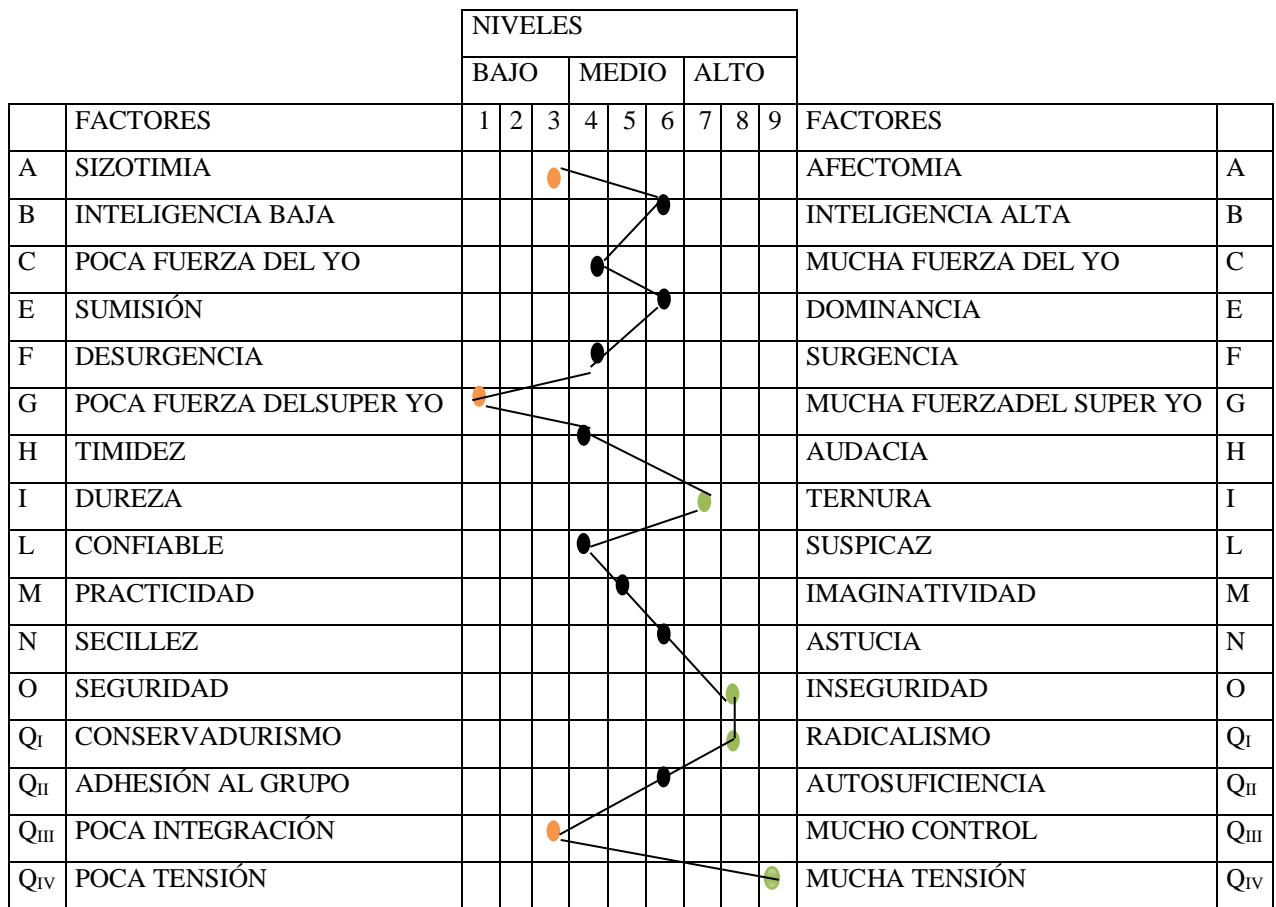 NIVELES
BAJO MEDIO ALTO
FACTORES 1 2 3 4 5 6 7 8 9 FACTORES
A SIZOTIMIA AFECTOMIA A
B INTELIGENCIA BAJA INTELIGENCIA ALTA B
C POCA FUERZA DEL YO MUCHA FUERZA DEL YO C
E SUMISIÓN DOMINANCIA E
F DESURGENCIA SURGENCIA F
G POCA FUERZA DELSUPER YO MUCHA FUERZADEL SUPER YO G
H TIMIDEZ AUDACIA H
I DUREZA TERNURA I
L CONFIABLE SUSPICAZ L
M PRACTICIDAD IMAGINATIVIDAD M
N SECILLEZ ASTUCIA N
O SEGURIDAD INSEGURIDAD O
QI CONSERVADURISMO RADICALISMO QI
QII ADHESIÓN AL GRUPO AUTOSUFICIENCIA QII
QIII POCA INTEGRACIÓN MUCHO CONTROL QIII
QIV POCA TENSIÓN MUCHA TENSIÓN QIV